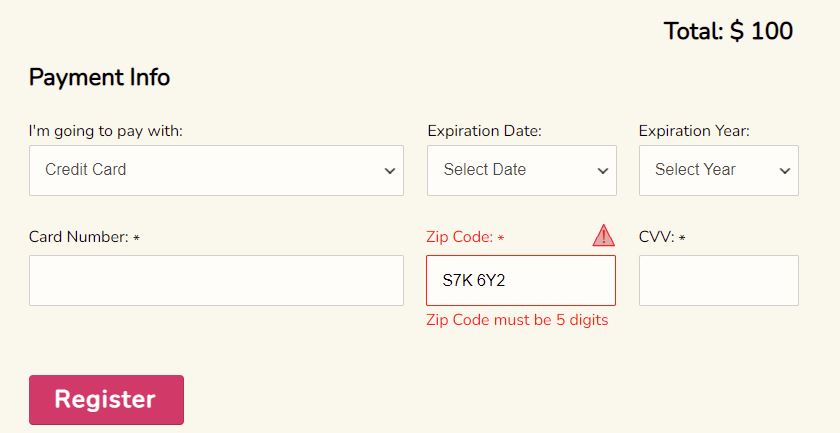 Total: $ 100
Payment Info
I'm going to pay with: Expiration Date: Expiration Year:
Credit Card Select Date Select Year
Card Number: * Zip Code: * CVV: *
S7K 6Y2
Zip Code must be 5 digits
Register